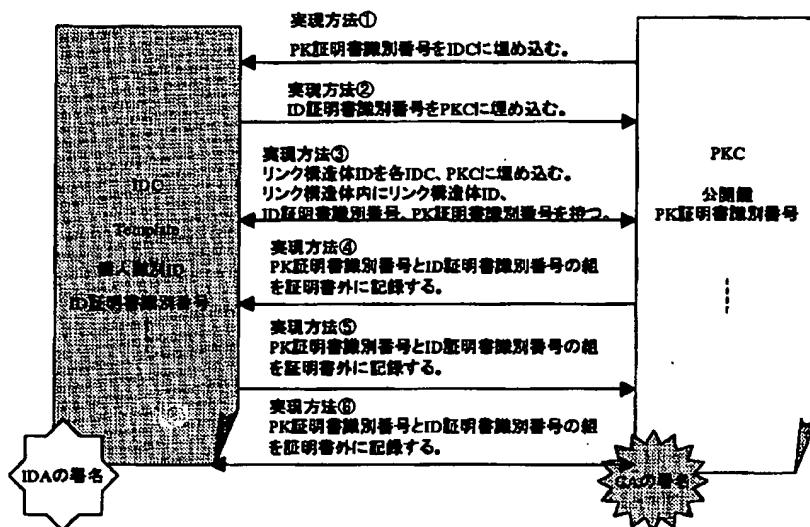 実現方法①
PK証明書識別番号をIDCに埋め込む。
実現方法②
ID証明書識別番号をPKCに埋め込む。
実現方法③
リンク構造体IDを各IDC、PKCに埋め込む。
リンク構造体内にリンク構造体ID、
ID証明書識別番号、PK証明書識別番号を持つ。
実現方法④
PK証明書識別番号とID証明書識別番号の組
を証明書外に記録する。
実現方法⑤
PK証明書識別番号とID証明書識別番号の組
を証明書外に記録する。
実現方法⑥
PK証明書識別番号とID証明書識別番号の組
を証明書外に記録する。
IDC
Template
個人識別ID
ID証明書識別番号
IDAの署名
PKC
公開鍵
PK証明書識別番号
CAの署名